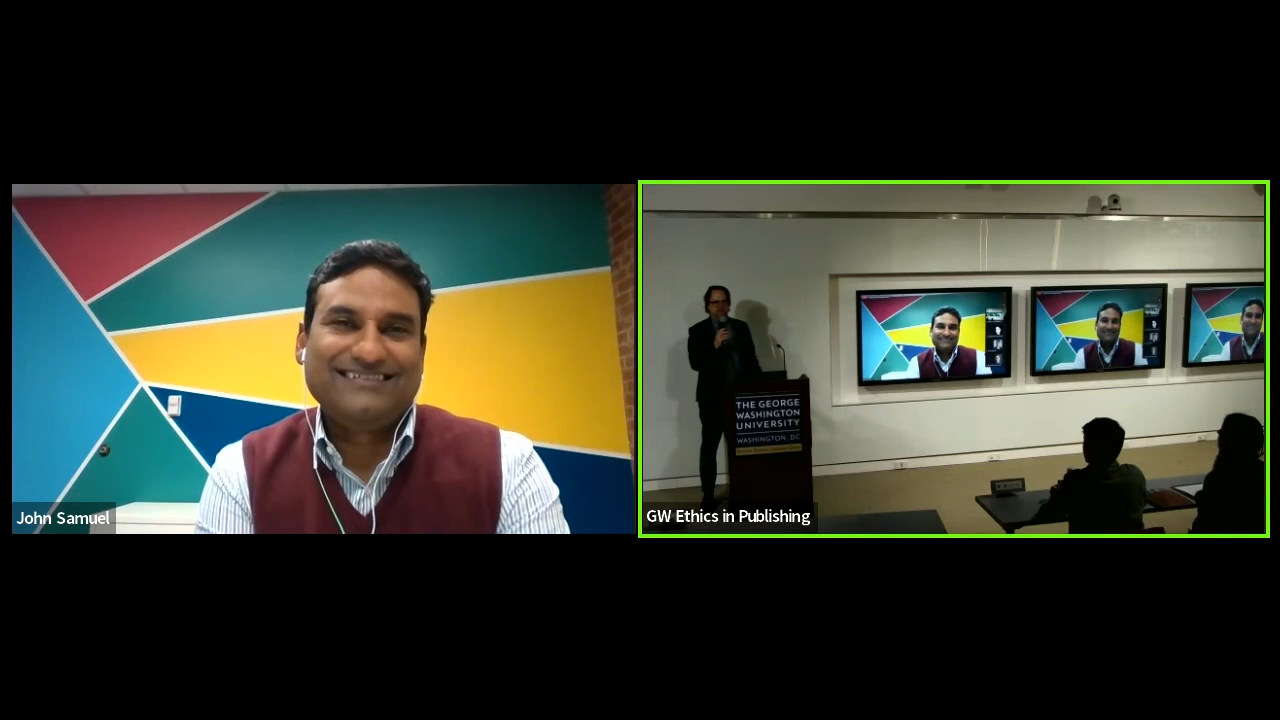 John Samuel
THE GEORGE
WASHINGTON
UNIVERSITY
WASHINGTON, DC
GW Ethics in Publishing